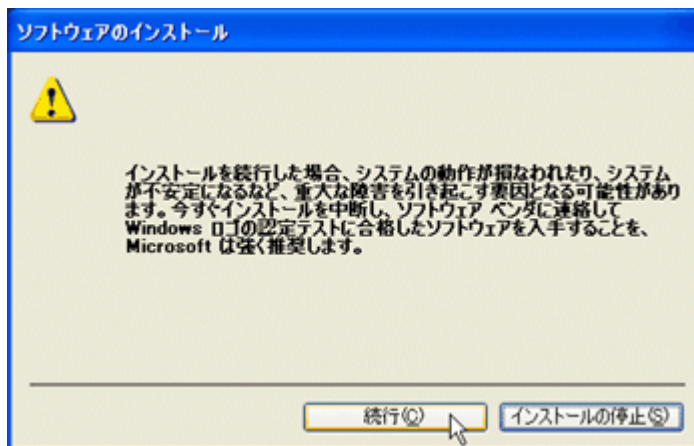 ソフトウェアのインストール
インストールを続行した場合、システムの動作が損なわれたり、システム
が不安定になるなど、重大な障害を引き起こす要因となる可能性があり
ます。今すぐインストールを中断し、ソフトウェア ベンダに連絡して
Windows ロゴの認定テストに合格したソフトウェアを入手することを、
Microsoft は強く推奨します。
続行(C)
インストールの停止(S)